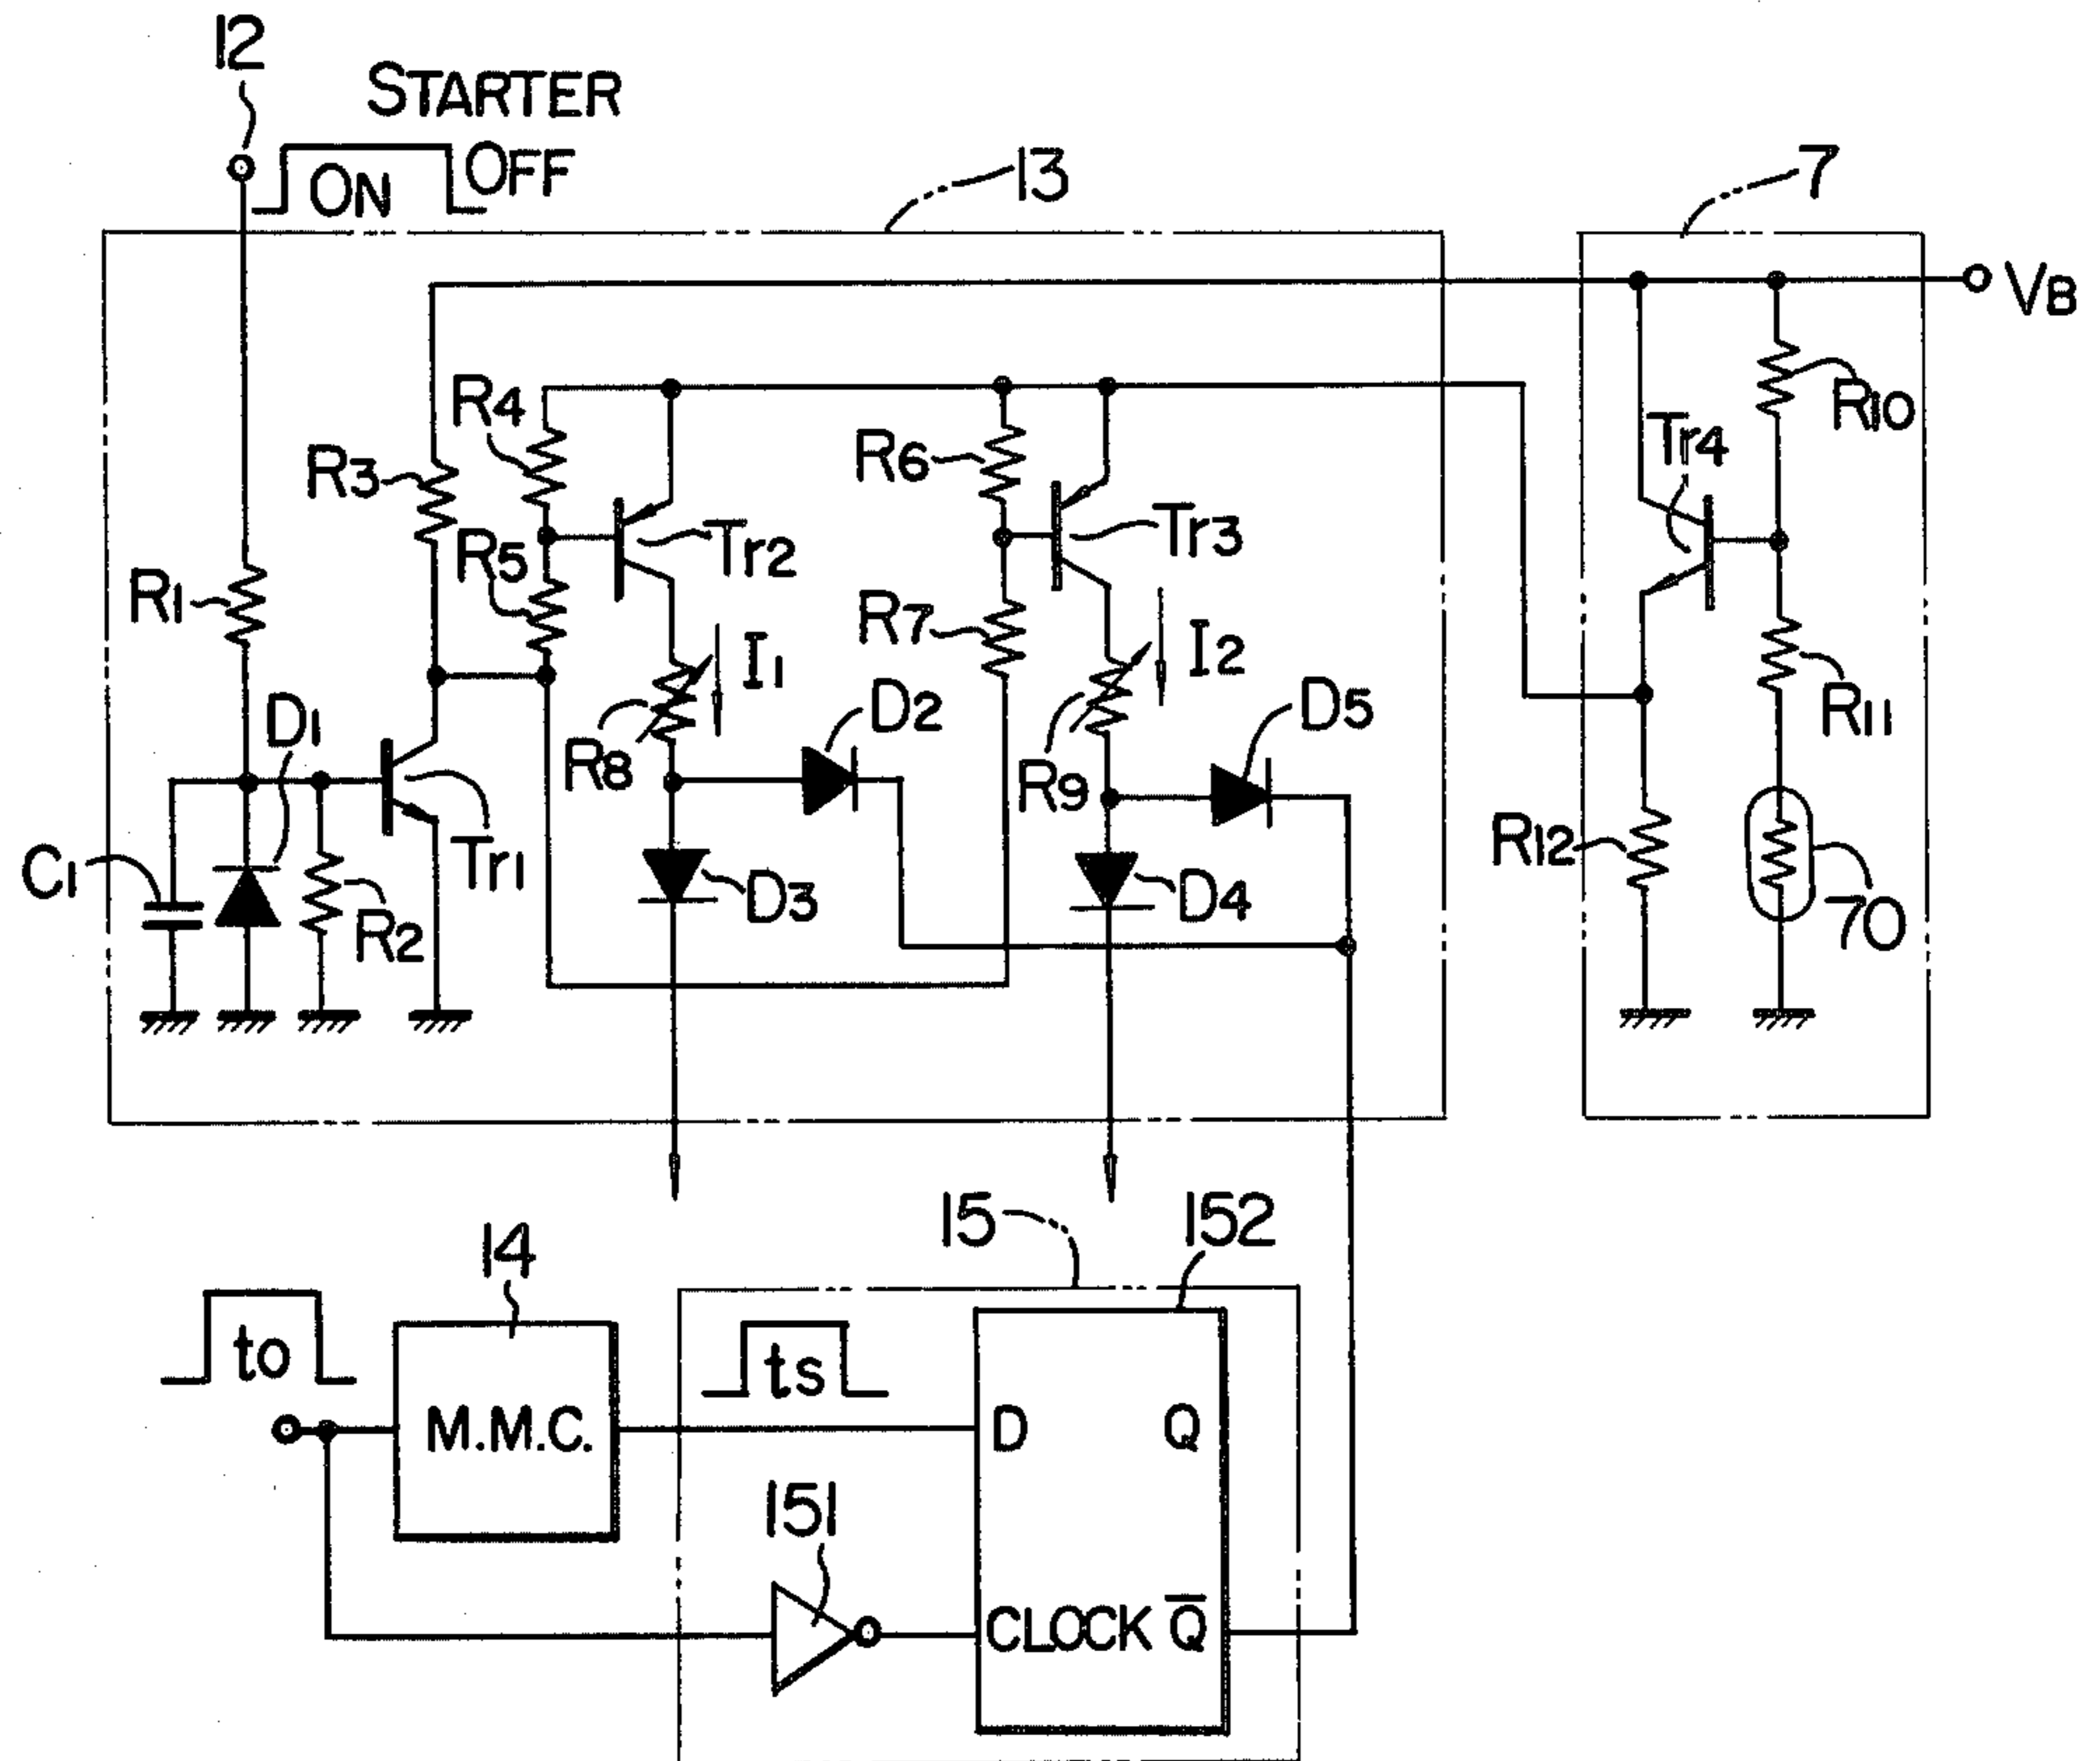 12
STARTER
ON OFF
13
7
VB
R4
R10
R3
R6
Tr4
R5
Tr2
Tr3
R1
R7
I1
I2
D1
R8
D2
D5
R11
R9
C1
Tr1
D3
D4
R12
R2
70
14
15
152
to
ts
M.M.C.
D
Q
151
CLOCK
Q̅